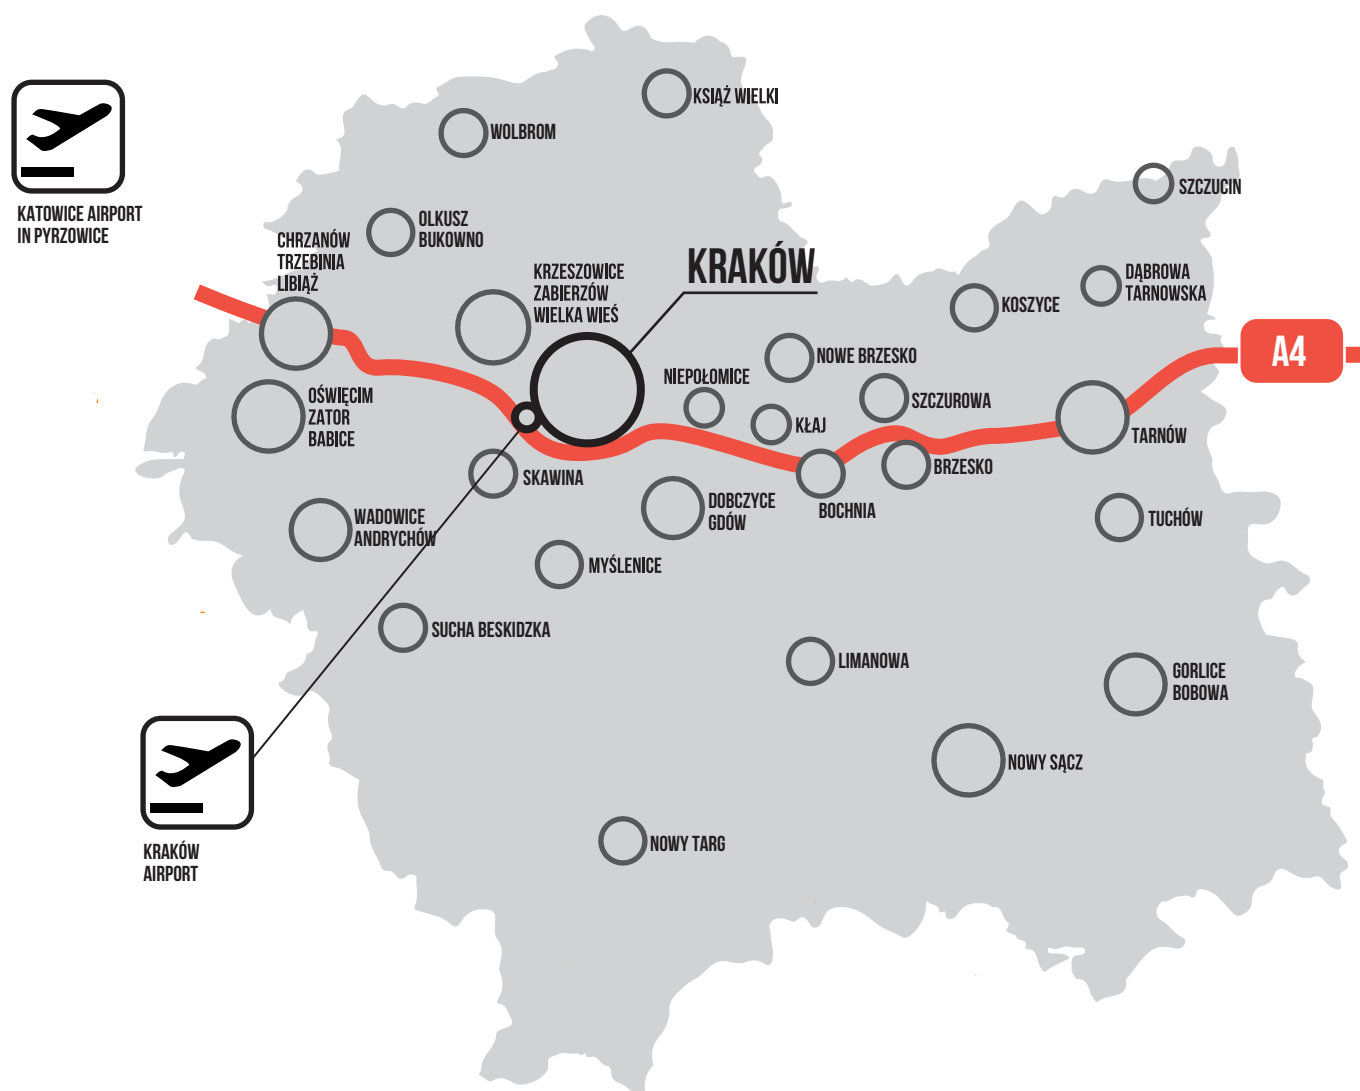 KSIĄŻ WIELKI
WOLBROM
SZCZUCIN
KATOWICE AIRPORT
IN PYRZOWICE
OLKUSZ
BUKOWNO
CHRZANÓW
TRZEBINIA
LIBIĄŻ
KRZESZOWICE
ZABIERZÓW
WIELKA WIEŚ
KRAKÓW
DĄBROWA
TARNOWSKA
KOSZYCE
A4
NOWE BRZESKO
NIEPOŁOMICE
SZCZUROWA
OŚWIĘCIM
ZATOR
BABICE
KŁAJ
TARNÓW
BRZESKO
SKAWINA
DOBCZYCE
GDÓW
BOCHNIA
WADOWICE
ANDRYCHÓW
TUCHÓW
MYŚLENICE
SUCHA BESKIDZKA
LIMANOWA
GORLICE
BOBOWA
NOWY SĄCZ
NOWY TARG
KRAKÓW
AIRPORT